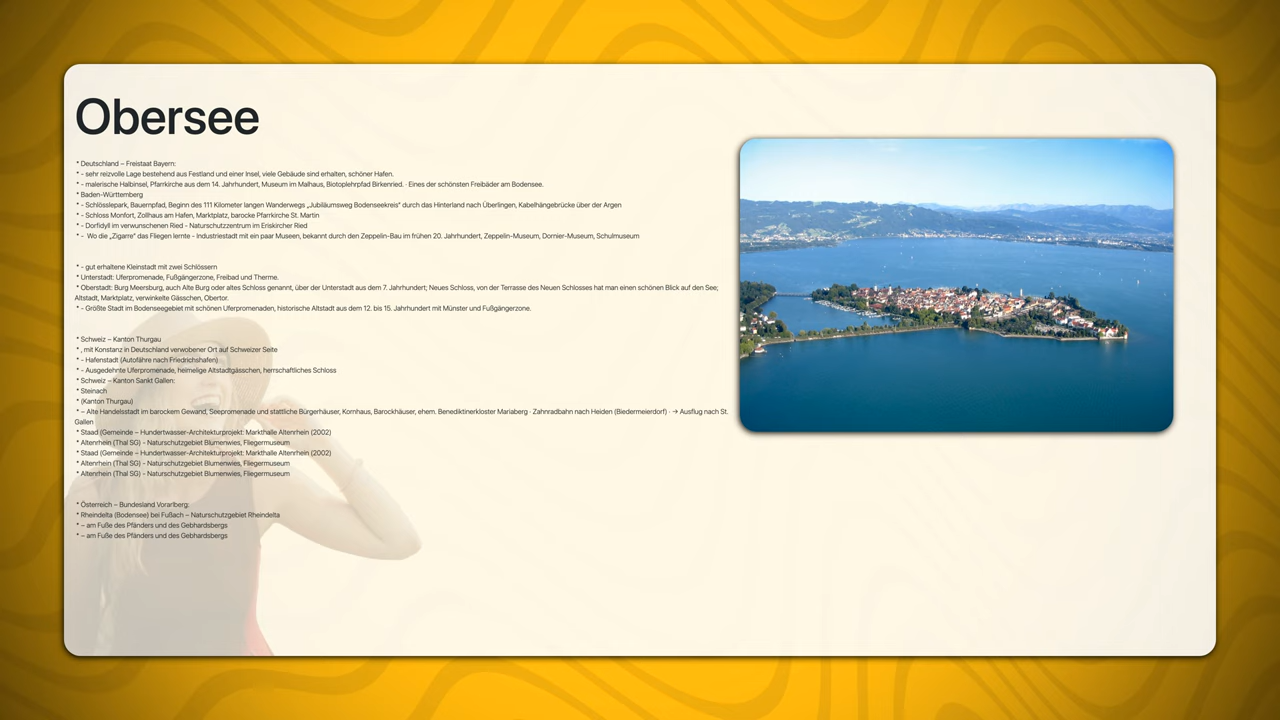 Obersee
* Deutschland – Freistaat Bayern:
* - sehr reizvolle Lage bestehend aus Festland und einer Insel, viele Gebäude sind erhalten, schöner Hafen.
* - malerische Halbinsel, Pfarrkirche aus dem 14. Jahrhundert, Museum im Malhaus, Biotoplehrpfad Birkenried. · Eines der schönsten Freibäder am Bodensee.
* Baden-Württemberg
* - Schlösslepark, Bauernpfad, Beginn des 111 Kilometer langen Wanderwegs „Jubiläumsweg Bodenseekreis“ durch das Hinterland nach Überlingen, Kabelhängebrücke über der Argen
* - Schloss Monfort, Zollhaus am Hafen, Marktplatz, barocke Pfarrkirche St. Martin
* - Dorfidyll im verwunschenen Ried - Naturschutzzentrum im Eriskircher Ried
* -  Wo die „Zigarre“ das Fliegen lernte - Industriestadt mit ein paar Museen, bekannt durch den Zeppelin-Bau im frühen 20. Jahrhundert, Zeppelin-Museum, Dornier-Museum, Schulmuseum
* - gut erhaltene Kleinstadt mit zwei Schlössern
* Unterstadt: Uferpromenade, Fußgängerzone, Freibad und Therme.
* Oberstadt: Burg Meersburg, auch Alte Burg oder altes Schloss genannt, über der Unterstadt aus dem 7. Jahrhundert; Neues Schloss, von der Terrasse des Neuen Schlosses hat man einen schönen Blick auf den See;
Altstadt, Marktplatz, verwinkelte Gässchen, Obertor.
* - Größte Stadt im Bodenseegebiet mit schönen Uferpromenaden, historische Altstadt aus dem 12. bis 15. Jahrhundert mit Münster und Fußgängerzone.
* Schweiz – Kanton Thurgau
* , mit Konstanz in Deutschland verwobener Ort auf Schweizer Seite
* - Hafenstadt (Autofähre nach Friedrichshafen)
* - Ausgedehnte Uferpromenade, heimelige Altstadtgässchen, herrschaftliches Schloss
* Schweiz – Kanton Sankt Gallen:
* Steinach
* (Kanton Thurgau)
* – Alte Handelsstadt im barockem Gewand, Seepromenade und stattliche Bürgerhäuser, Kornhaus, Barockhäuser, ehem. Benediktinerkloster Mariaberg · Zahnradbahn nach Heiden (Biedermeierdorf) · → Ausflug nach St.
Gallen
* Staad (Gemeinde – Hundertwasser-Architekturprojekt: Markthalle Altenrhein (2002)
* Altenrhein (Thal SG) - Naturschutzgebiet Blumenwies, Fliegermuseum
* Staad (Gemeinde – Hundertwasser-Architekturprojekt: Markthalle Altenrhein (2002)
* Altenrhein (Thal SG) - Naturschutzgebiet Blumenwies, Fliegermuseum
* Altenrhein (Thal SG) - Naturschutzgebiet Blumenwies, Fliegermuseum
* Österreich – Bundesland Vorarlberg:
* Rheindelta (Bodensee) bei Fußach – Naturschutzgebiet Rheindelta
* – am Fuße des Pfänders und des Gebhardsbergs
* – am Fuße des Pfänders und des Gebhardsbergs